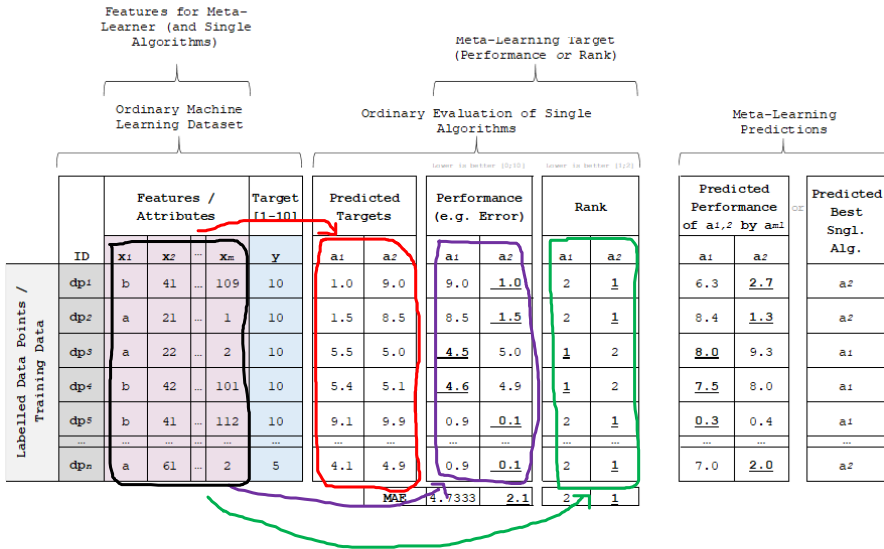 Features for Meta-
Learner (and Single
Algorithms)
Meta-Learning Target
(Performance or Rank)
Ordinary Machine
Learning Dataset
Ordinary Evaluation of Single
Algorithms
Meta-Learning
Predictions
Lower is better [0;10] Lower is better [1;2]
ID Features / Attributes Target [1-10] Predicted Targets Performance (e.g. Error) Rank Predicted Performance of a1,2 by aml or Predicted Best Sngl. Alg.
x1 x2 … xm y a1 a2 a1 a2 a1 a2 a1 a2
Labelled Data Points /
Training Data
dp1 b 41 … 109 10 1.0 9.0 9.0 1.0 2 1 6.3 2.7 a2
dp2 a 21 … 1 10 1.5 8.5 8.5 1.5 2 1 8.4 1.3 a2
dp3 a 22 … 2 10 5.5 5.0 4.5 5.0 1 2 8.0 9.3 a1
dp4 b 42 … 101 10 5.4 5.1 4.6 4.9 1 2 7.5 8.0 a1
dp5 b 41 … 112 10 9.1 9.9 0.9 0.1 2 1 0.3 0.4 a1
… … … … … … … … … … … … … … …
dpn a 61 … 2 5 4.1 4.9 0.9 0.1 2 1 7.0 2.0 a2
MAE 4.7333 2.1 2 1